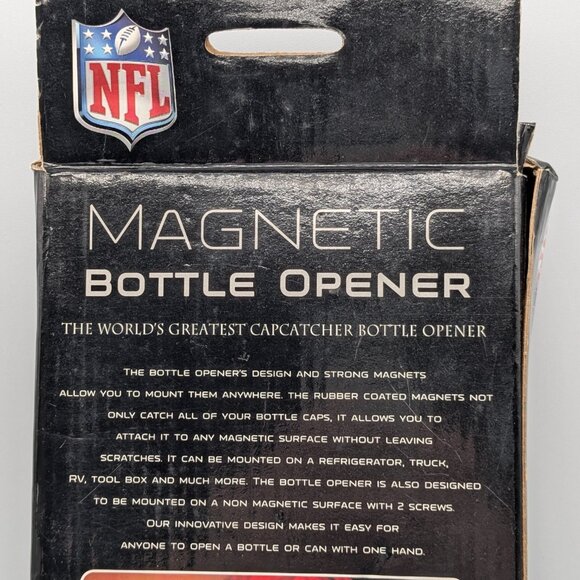 NFL
MAGNETIC
BOTTLE OPENER
THE WORLD'S GREATEST CAPCATCHER BOTTLE OPENER
THE BOTTLE OPENER'S DESIGN AND STRONG MAGNETS
ALLOW YOU TO MOUNT THEM ANYWHERE. THE RUBBER COATED MAGNETS NOT
ONLY CATCH ALL OF YOUR BOTTLE CAPS, IT ALLOWS YOU TO
ATTACH IT TO ANY MAGNETIC SURFACE WITHOUT LEAVING
SCRATCHES. IT CAN BE MOUNTED ON A REFRIGERATOR, TRUCK,
RV, TOOL BOX AND MUCH MORE. THE BOTTLE OPENER IS ALSO DESIGNED
TO BE MOUNTED ON A NON MAGNETIC SURFACE WITH 2 SCREWS.
OUR INNOVATIVE DESIGN MAKES IT EASY FOR
ANYONE TO OPEN A BOTTLE OR CAN WITH ONE HAND.